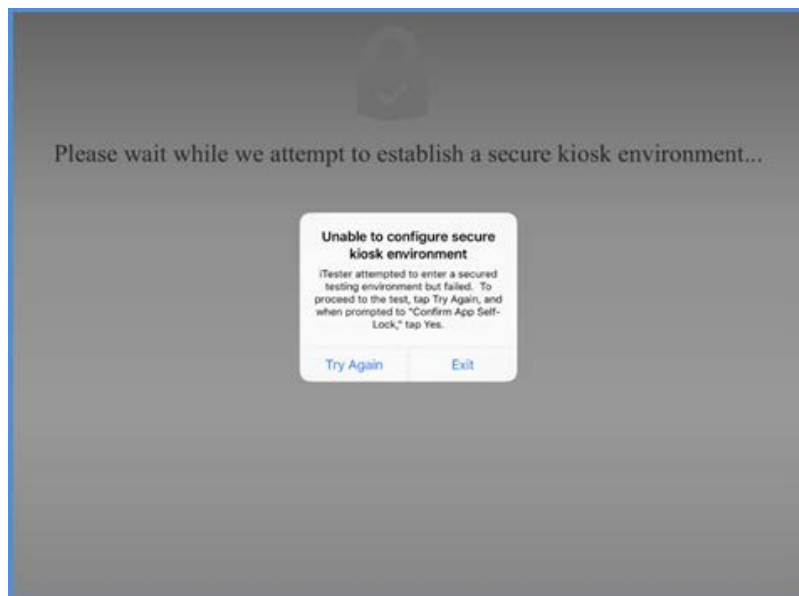 Please wait while we attempt to establish a secure kiosk environment...
Unable to configure secure
kiosk environment
iTester attempted to enter a secured
testing environment but failed. To
proceed to the test, tap Try Again, and
when prompted to "Confirm App Self-
Lock," tap Yes.
Try Again
Exit